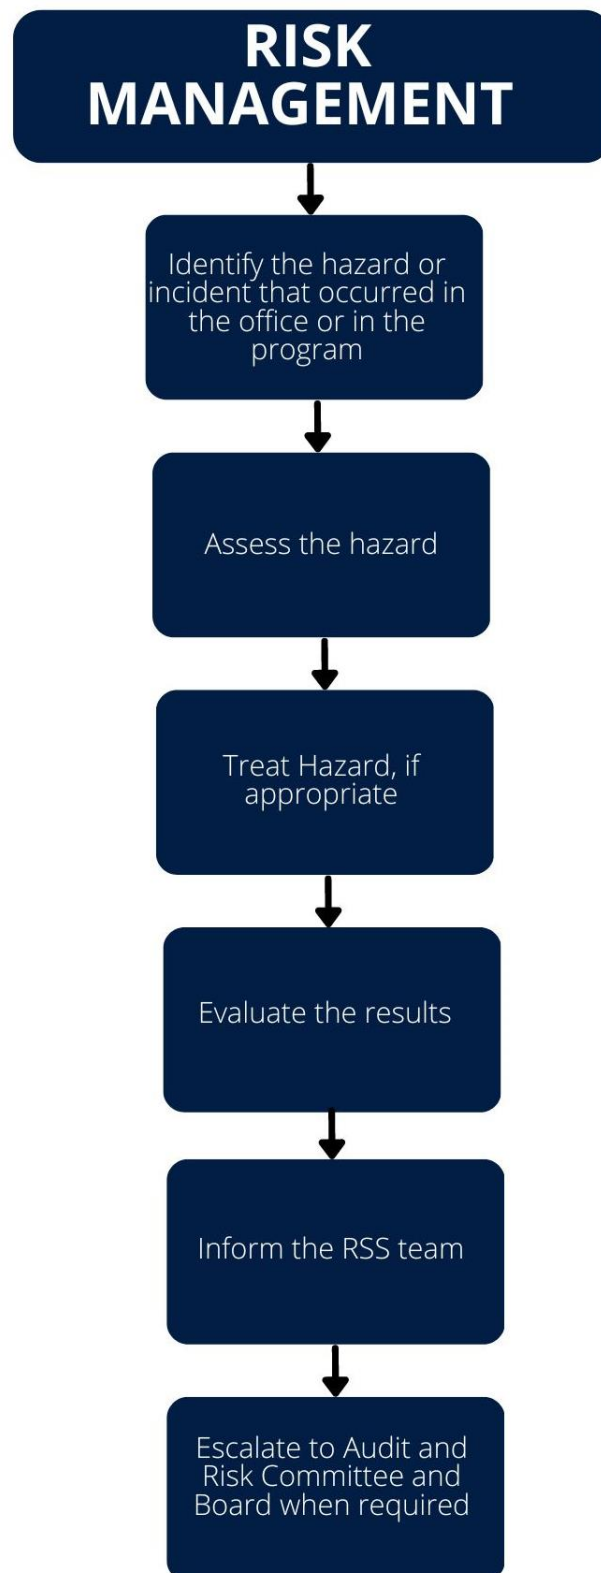 RISK
MANAGEMENT
Identify the hazard or
incident that occurred in
the office or in the
program
Assess the hazard
Treat Hazard, if
appropriate
Evaluate the results
Inform the RSS team
Escalate to Audit and
Risk Committee and
Board when required